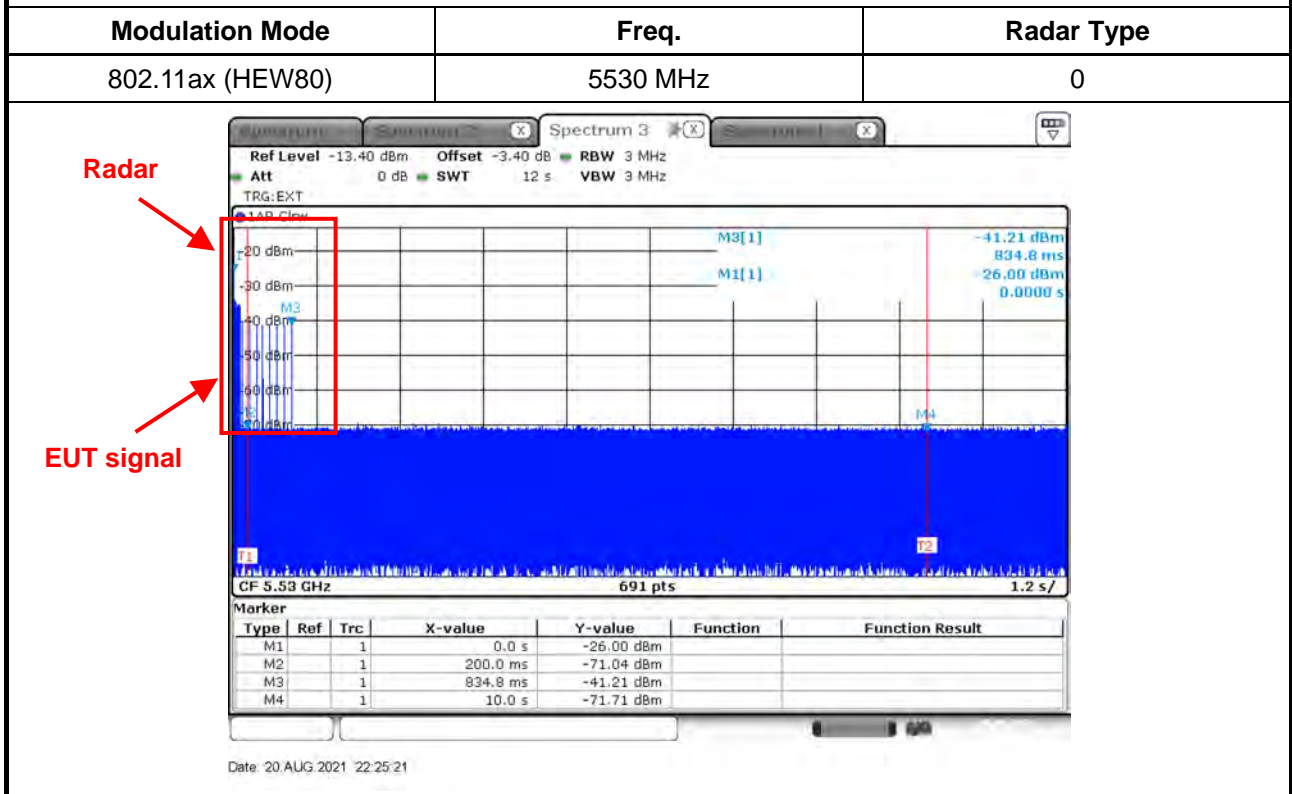 Modulation Mode Freq. Radar Type
802.11ax (HEW80) 5530 MHz 0
Spectrum 3
Ref Level -13.40 dBm Offset -3.40 dB RBW 3 MHz
Att 0 dB SWT 12 s VBW 3 MHz
TRG:EXT
Radar
1AP Clrw
M3[1] -41.21 dBm
834.8 ms
M1[1] -26.00 dBm
0.0000 s
-20 dBm
-30 dBm
M3
-40 dBm
-50 dBm
-60 dBm
M4
EUT signal
T1 T2
CF 5.53 GHz 691 pts 1.2 s/
Marker
Type Ref Trc X-value Y-value Function Function Result
M1 1 0.0 s -26.00 dBm
M2 1 200.0 ms -71.04 dBm
M3 1 834.8 ms -41.21 dBm
M4 1 10.0 s -71.71 dBm
Date: 20.AUG.2021 22:25:21